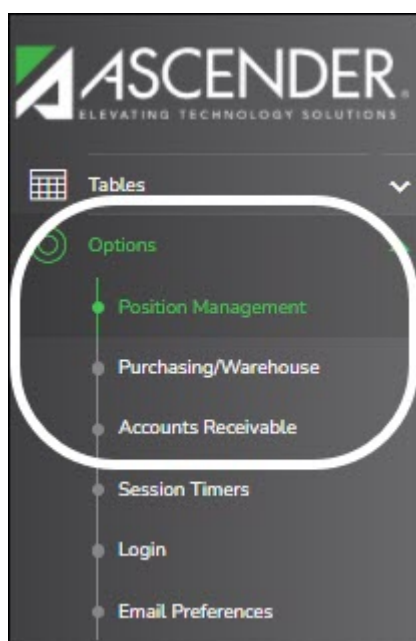 ASCENDER®
ELEVATING TECHNOLOGY SOLUTIONS
Tables
Options
Position Management
Purchasing/Warehouse
Accounts Receivable
Session Timers
Login
Email Preferences